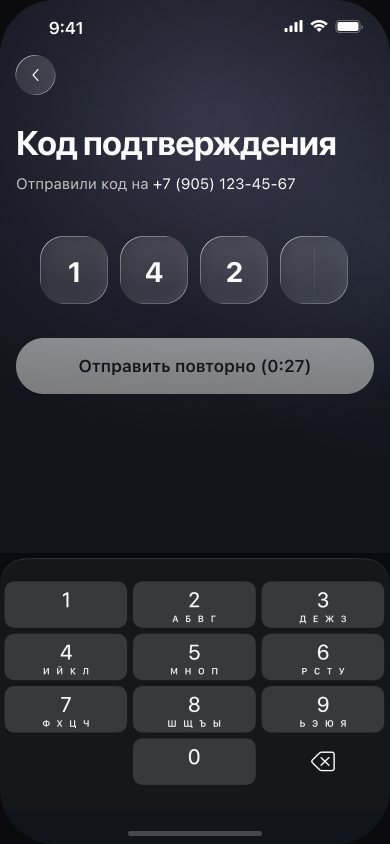 9:41
Код подтверждения
Отправили код на +7 (905) 123-45-67
1 4 2
Отправить повторно (0:27)
1 2 3
А Б В Г Д Е Ж З
4 5 6
И Й К Л М Н О П Р С Т У
7 8 9
Ф Х Ц Ч Ш Щ Ъ Ы Ь Э Ю Я
0